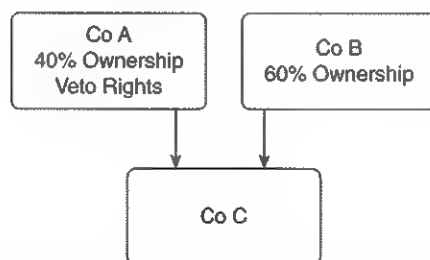 Co A
40% Ownership
Veto Rights
Co B
60% Ownership
Co C